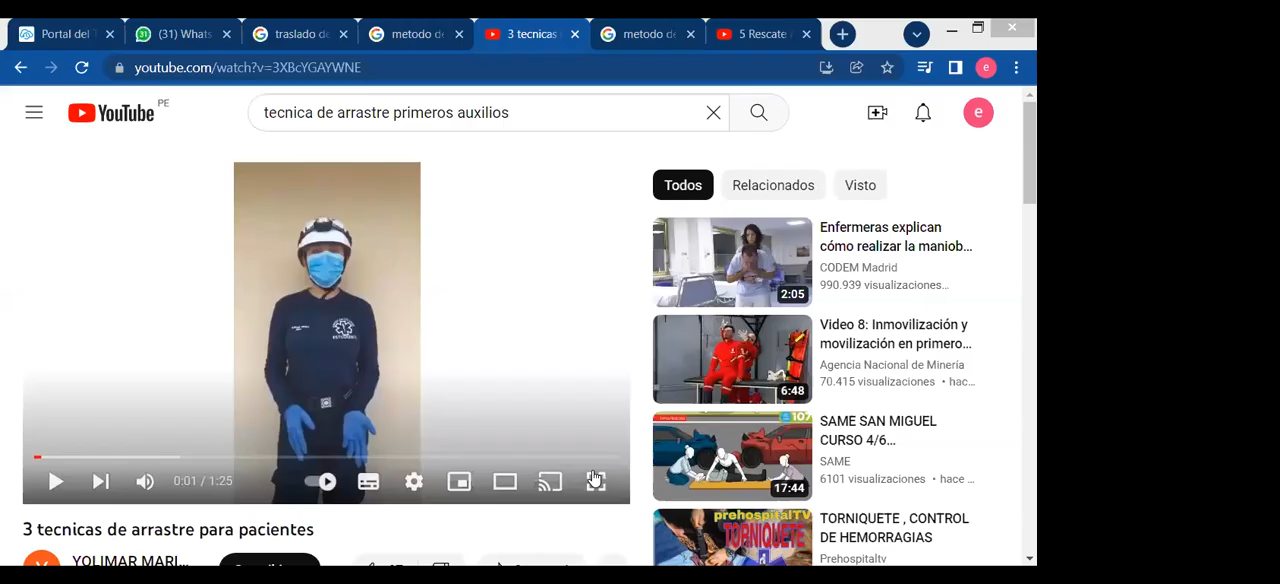 Portal del T
(31) Whats
traslado de
metodo de
3 tecnicas
metodo de
5 Rescate
youtube.com/watch?v=3XBcYGAYWNE
e
YouTube
PE
tecnica de arrastre primeros auxilios
e
Todos
Relacionados
Visto
Enfermeras explican
cómo realizar la maniob...
CODEM Madrid
990.939 visualizaciones...
2:05
Video 8: Inmovilización y
movilización en primero...
Agencia Nacional de Minería
70.415 visualizaciones • hac...
6:48
SAME SAN MIGUEL
CURSO 4/6...
SAME
6101 visualizaciones • hace ...
107
17:44
TORNIQUETE , CONTROL
DE HEMORRAGIAS
Prehospitaltv
prehospitalTV
TORNIQUETE
0:01 / 1:25
3 tecnicas de arrastre para pacientes
YOLIMAR MARI...